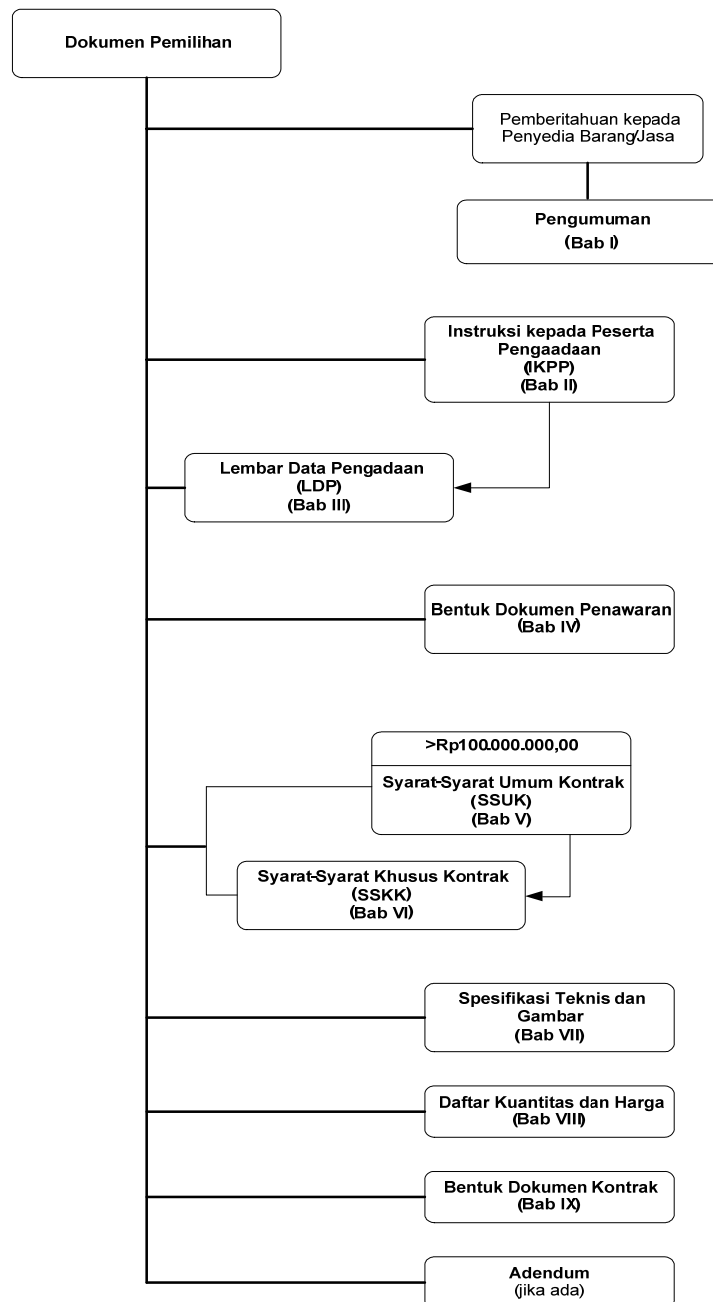 Dokumen Pemilihan
Pemberitahuan kepada
Penyedia Barang/Jasa
Pengumuman
(Bab I)
Instruksi kepada Peserta
Pengaadaan
(IKPP)
(Bab II)
Lembar Data Pengadaan
(LDP)
(Bab III)
Bentuk Dokumen Penawaran
(Bab IV)
>Rp100.000.000,00
Syarat-Syarat Umum Kontrak
(SSUK)
(Bab V)
Syarat-Syarat Khusus Kontrak
(SSKK)
(Bab VI)
Spesifikasi Teknis dan
Gambar
(Bab VII)
Daftar Kuantitas dan Harga
(Bab VIII)
Bentuk Dokumen Kontrak
(Bab IX)
Adendum
(jika ada)